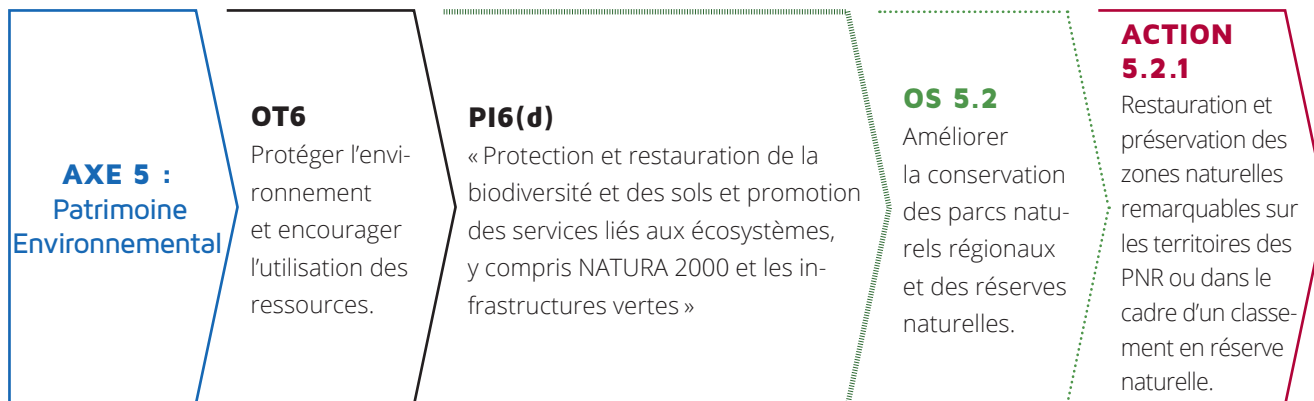 AXE 5 :
Patrimoine
Environnemental
OT6
Protéger l’envi-
ronnement
et encourager
l’utilisation des
ressources.
PI6(d)
« Protection et restauration de la
biodiversité et des sols et promotion
des services liés aux écosystèmes,
y compris NATURA 2000 et les in-
frastructures vertes »
OS 5.2
Améliorer
la conservation
des parcs natu-
rels régionaux
et des réserves
naturelles.
ACTION
5.2.1
Restauration et
préservation des
zones naturelles
remarquables sur
les territoires des
PNR ou dans le
cadre d’un classe-
ment en réserve
naturelle.